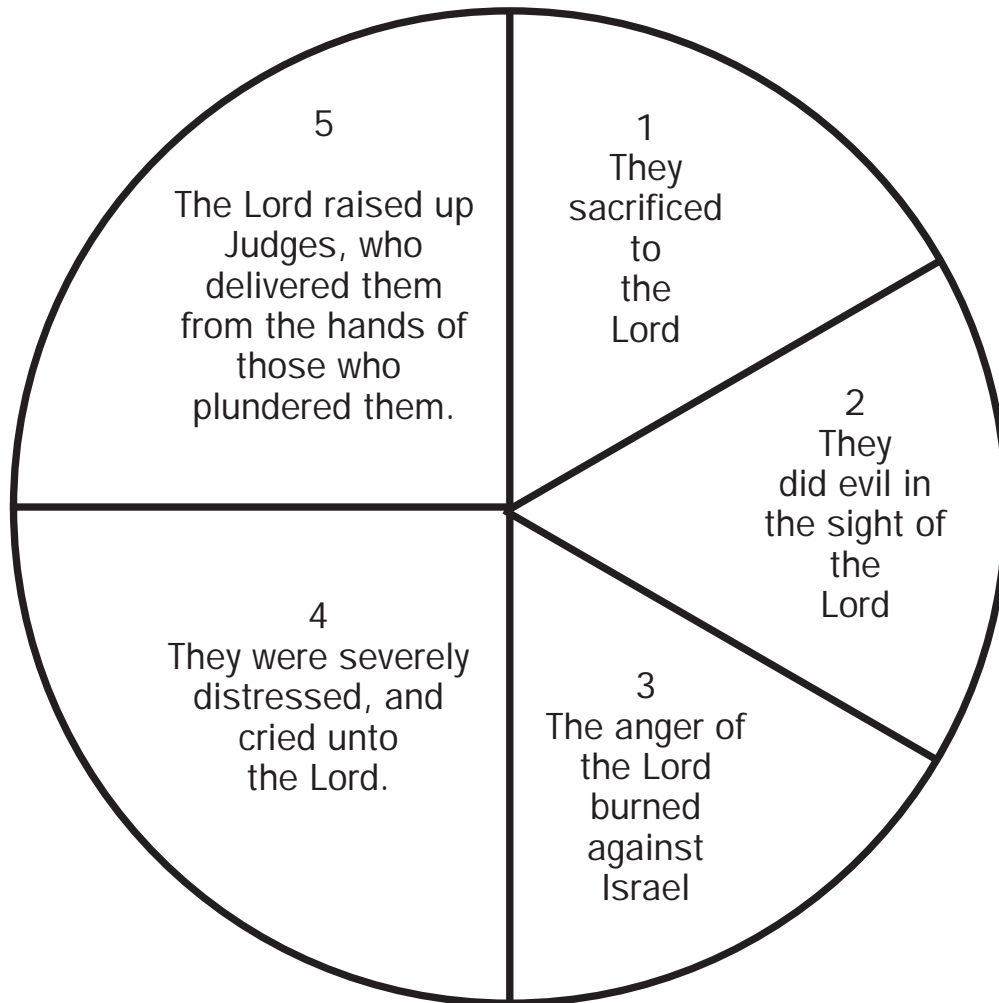 1
They
sacrificed
to
the
Lord
2
They
did evil in
the sight of
the
Lord
3
The anger of
the Lord
burned
against
Israel
4
They were severely
distressed, and
cried unto
the Lord.
5
The Lord raised up
Judges, who
delivered them
from the hands of
those who
plundered them.